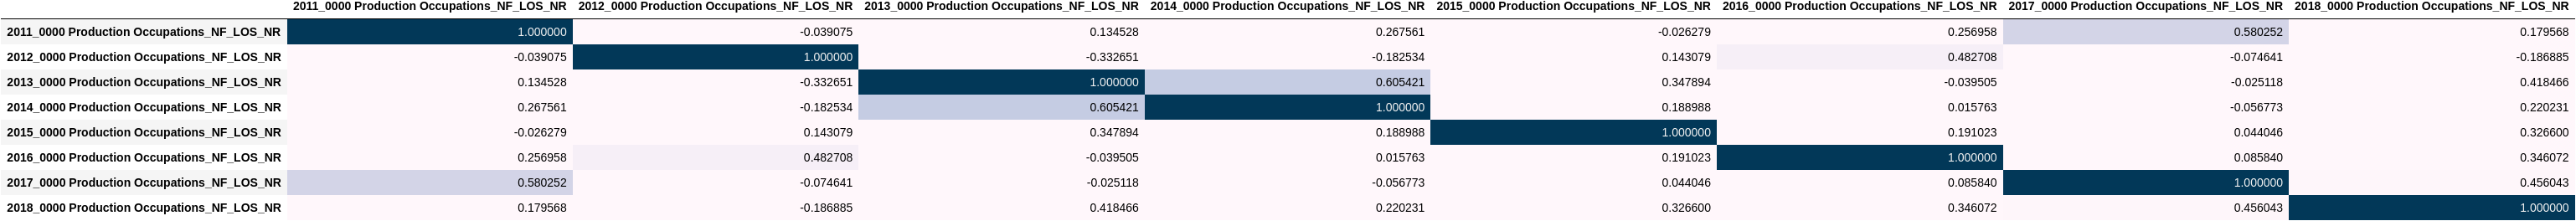 2011_0000 Production Occupations_NF_LOS_NR 2012_0000 Production Occupations_NF_LOS_NR 2013_0000 Production Occupations_NF_LOS_NR 2014_0000 Production Occupations_NF_LOS_NR 2015_0000 Production Occupations_NF_LOS_NR 2016_0000 Production Occupations_NF_LOS_NR 2017_0000 Production Occupations_NF_LOS_NR 2018_0000 Production Occupations_NF_LOS_NR
2011_0000 Production Occupations_NF_LOS_NR 1.000000 -0.039075 0.134528 0.267561 -0.026279 0.256958 0.580252 0.179568
2012_0000 Production Occupations_NF_LOS_NR -0.039075 1.000000 -0.332651 -0.182534 0.143079 0.482708 -0.074641 -0.186885
2013_0000 Production Occupations_NF_LOS_NR 0.134528 -0.332651 1.000000 0.605421 0.347894 -0.039505 -0.025118 0.418466
2014_0000 Production Occupations_NF_LOS_NR 0.267561 -0.182534 0.605421 1.000000 0.188988 0.015763 -0.056773 0.220231
2015_0000 Production Occupations_NF_LOS_NR -0.026279 0.143079 0.347894 0.188988 1.000000 0.191023 0.044046 0.326600
2016_0000 Production Occupations_NF_LOS_NR 0.256958 0.482708 -0.039505 0.015763 0.191023 1.000000 0.085840 0.346072
2017_0000 Production Occupations_NF_LOS_NR 0.580252 -0.074641 -0.025118 -0.056773 0.044046 0.085840 1.000000 0.456043
2018_0000 Production Occupations_NF_LOS_NR 0.179568 -0.186885 0.418466 0.220231 0.326600 0.346072 0.456043 1.000000